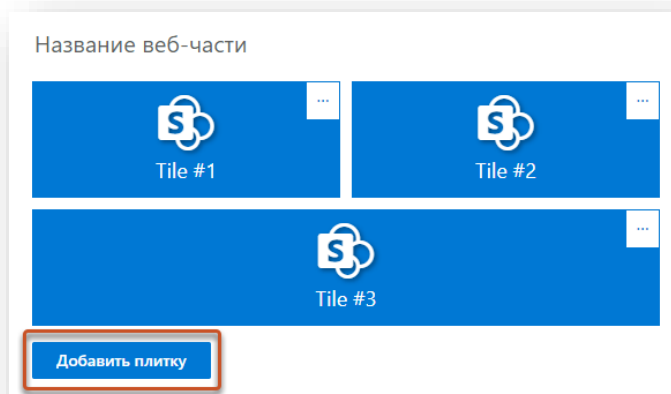 Название веб-части
...
...
S
S
Tile #1
Tile #2
...
S
Tile #3
Добавить плитку